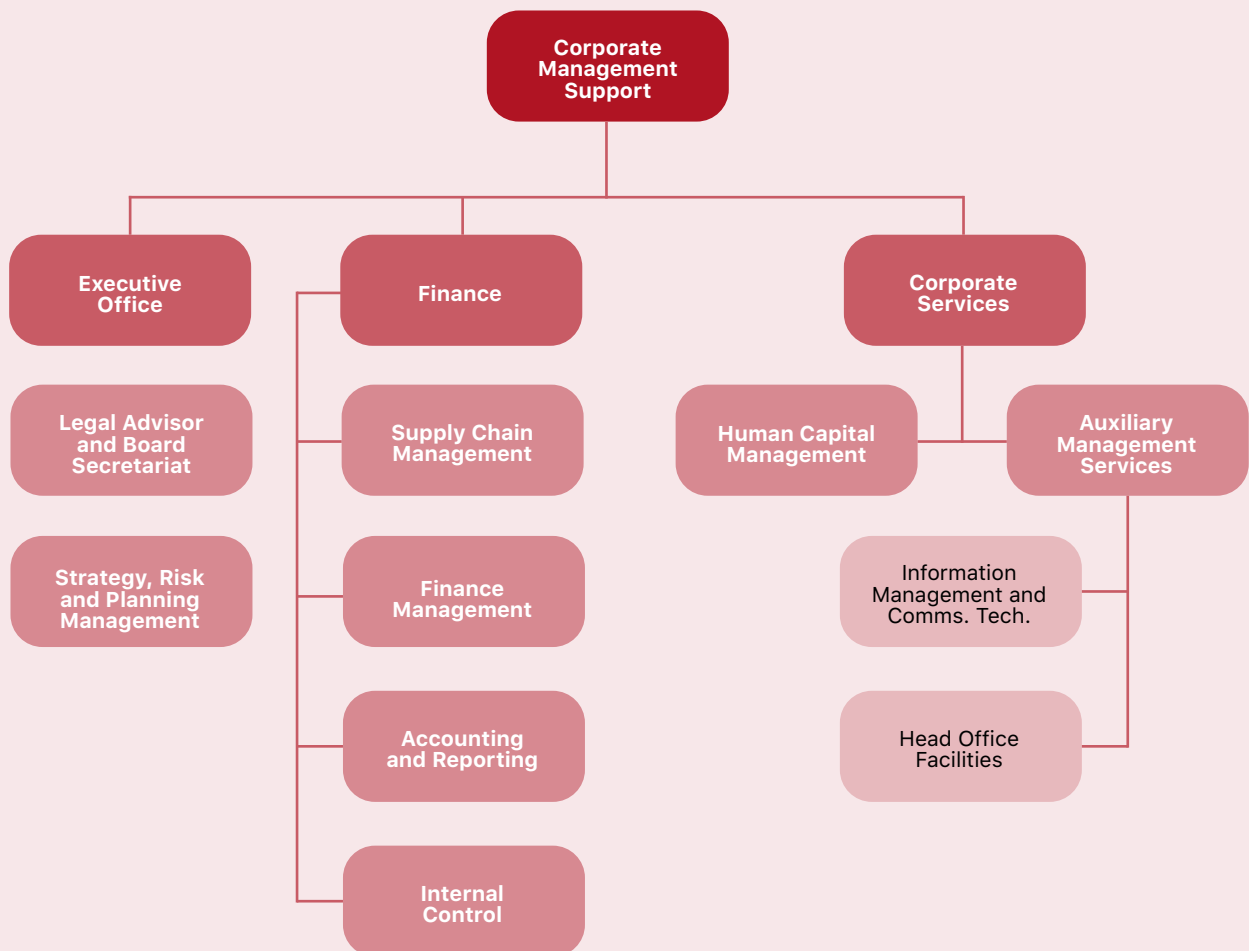 Corporate
Management
Support
Executive
Office
Finance
Corporate
Services
Legal Advisor
and Board
Secretariat
Supply Chain
Management
Human Capital
Management
Auxiliary
Management
Services
Strategy, Risk
and Planning
Management
Finance
Management
Information
Management and
Comms. Tech.
Accounting
and Reporting
Head Office
Facilities
Internal
Control